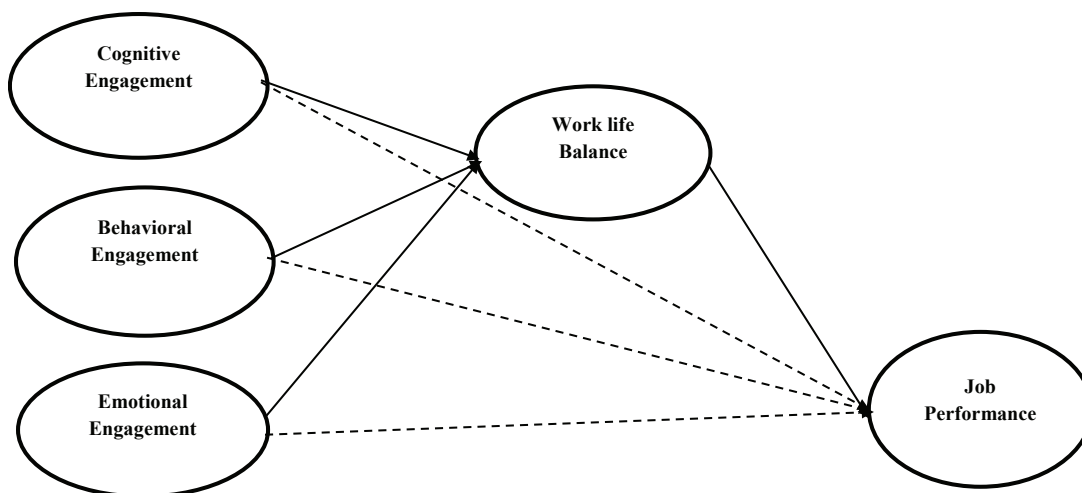 Cognitive
Engagement
Work life
Balance
Behavioral
Engagement
Emotional
Engagement
Job
Performance